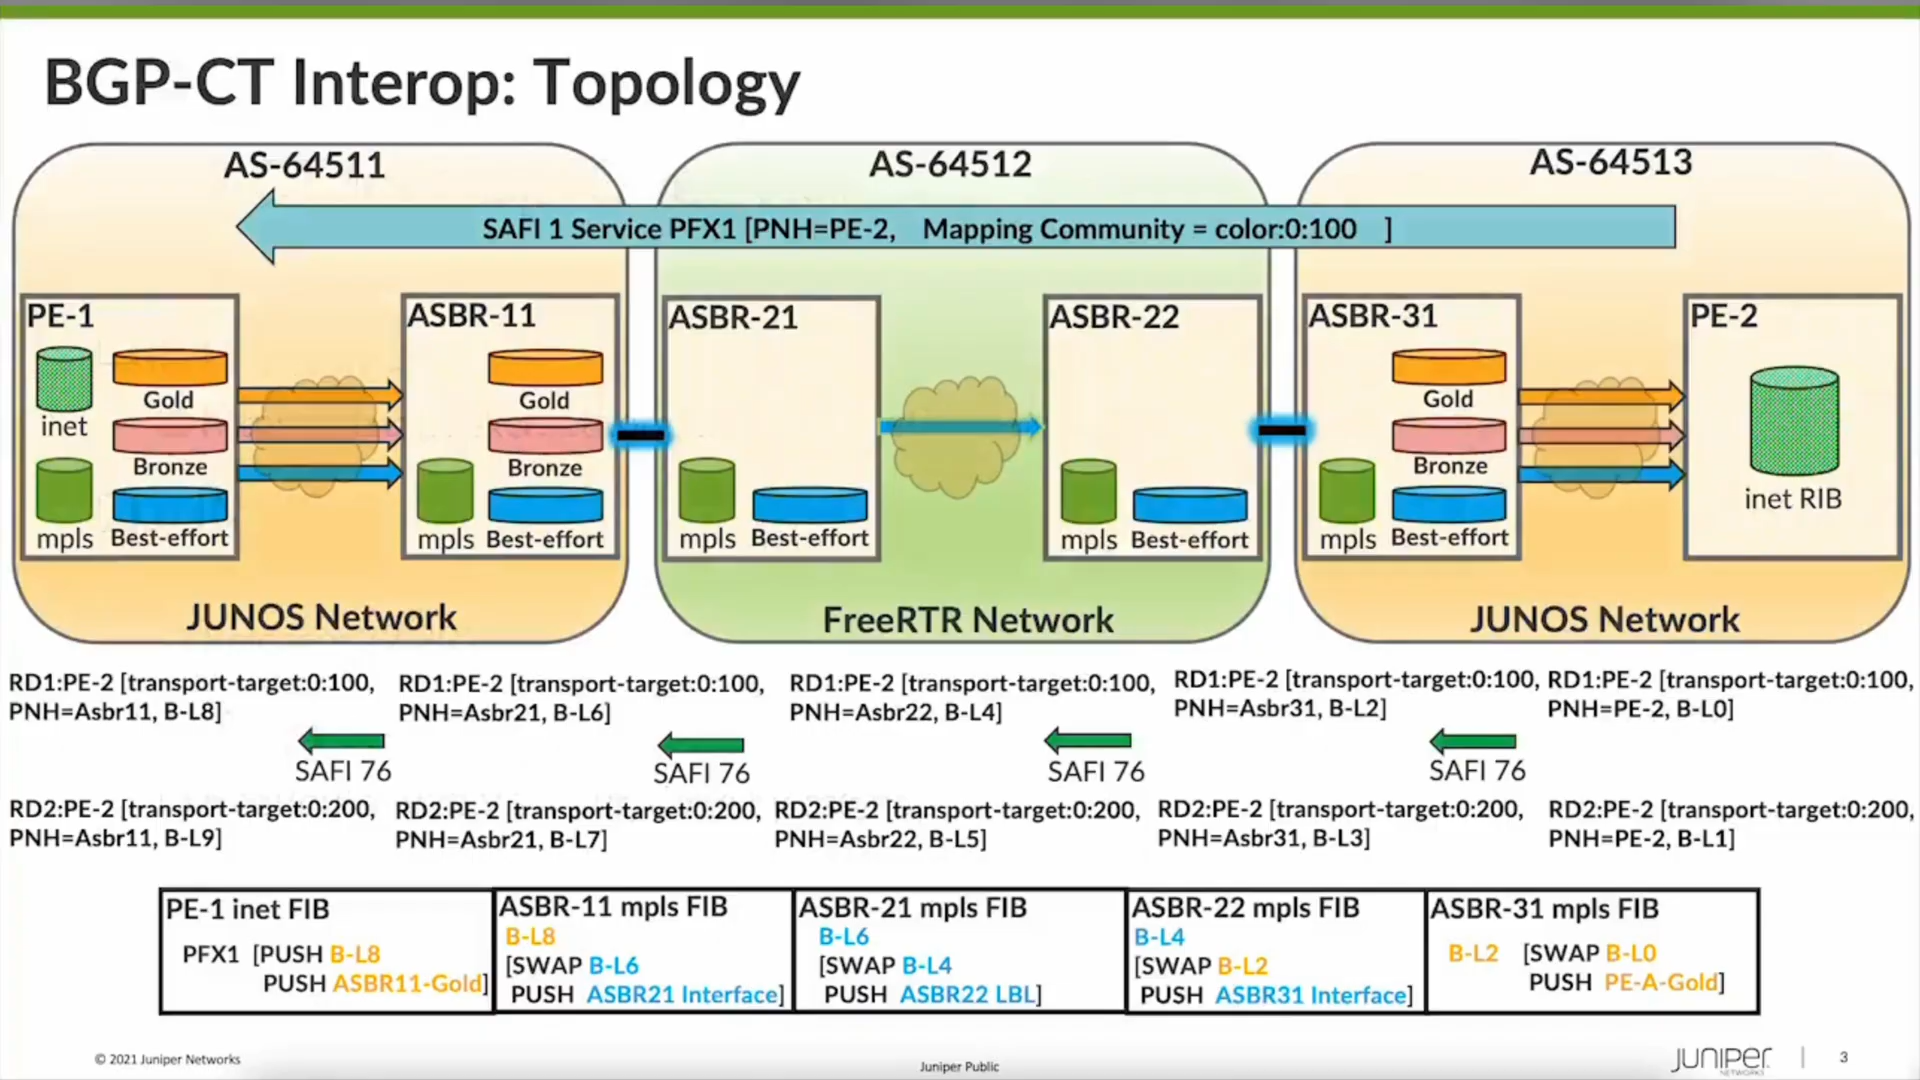 BGP-CT Interop: Topology
AS-64511
AS-64512
AS-64513
SAFI 1 Service PFX1 [PNH=PE-2, Mapping Community = color:0:100 ]
PE-1
inet
Gold
Bronze
mpls
Best-effort
ASBR-11
Gold
Bronze
mpls
Best-effort
ASBR-21
mpls
Best-effort
ASBR-22
mpls
Best-effort
ASBR-31
Gold
Bronze
mpls
Best-effort
PE-2
inet RIB
JUNOS Network
FreeRTR Network
JUNOS Network
RD1:PE-2 [transport-target:0:100,
PNH=Asbr11, B-L8]
RD1:PE-2 [transport-target:0:100,
PNH=Asbr21, B-L6]
RD1:PE-2 [transport-target:0:100,
PNH=Asbr22, B-L4]
RD1:PE-2 [transport-target:0:100,
PNH=Asbr31, B-L2]
RD1:PE-2 [transport-target:0:100,
PNH=PE-2, B-L0]
SAFI 76
SAFI 76
SAFI 76
SAFI 76
RD2:PE-2 [transport-target:0:200,
PNH=Asbr11, B-L9]
RD2:PE-2 [transport-target:0:200,
PNH=Asbr21, B-L7]
RD2:PE-2 [transport-target:0:200,
PNH=Asbr22, B-L5]
RD2:PE-2 [transport-target:0:200,
PNH=Asbr31, B-L3]
RD2:PE-2 [transport-target:0:200,
PNH=PE-2, B-L1]
PE-1 inet FIB
PFX1 [PUSH B-L8
PUSH ASBR11-Gold]
ASBR-11 mpls FIB
B-L8
[SWAP B-L6
PUSH ASBR21 Interface]
ASBR-21 mpls FIB
B-L6
[SWAP B-L4
PUSH ASBR22 LBL]
ASBR-22 mpls FIB
B-L4
[SWAP B-L2
PUSH ASBR31 Interface]
ASBR-31 mpls FIB
B-L2 [SWAP B-L0
PUSH PE-A-Gold]
© 2021 Juniper Networks
Juniper Public
JUNIPER
NETWORKS
3